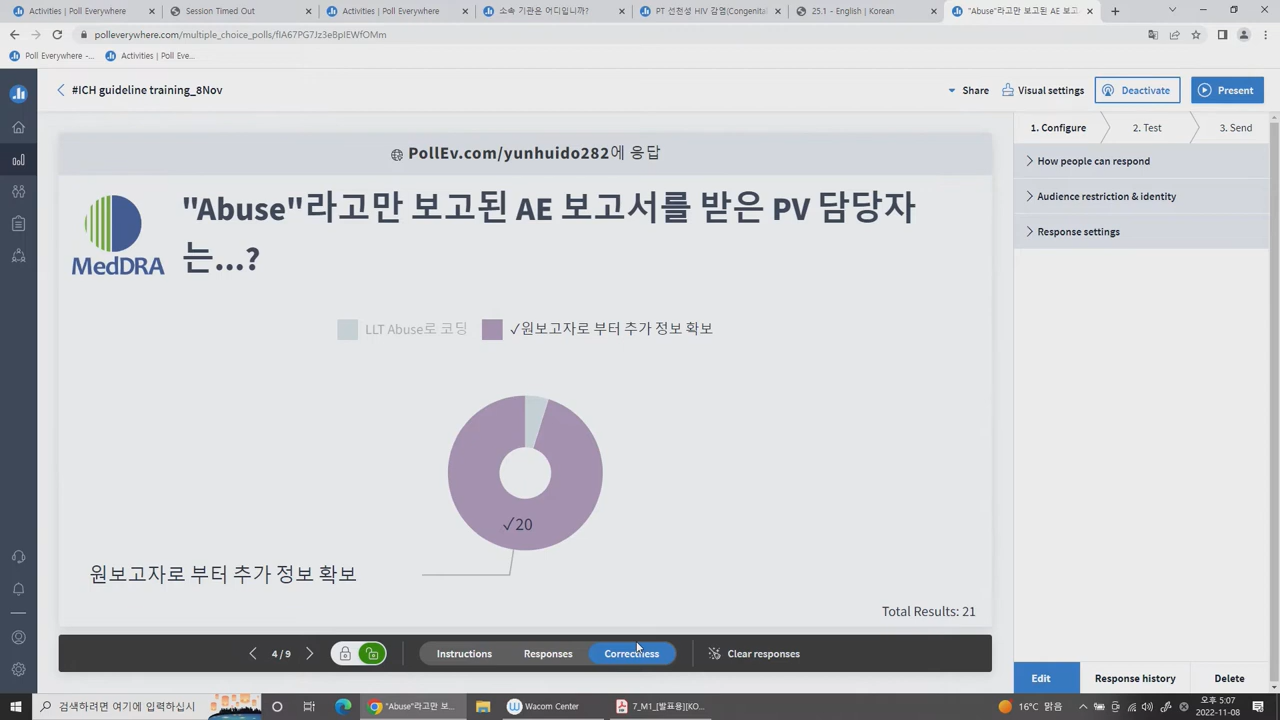 Activities | Poll Everywhere
Session Timed Out
Activities | Poll Everywhere
소속 기관은 어디입니까?
PT 선천성 HIV 감염(Congenital
25.1 - English | Korean
"Abuse"라고만 보고된 AE 보고
polleverywhere.com/multiple_choice_polls/
Poll Everywhere -...
Activities | Poll Eve...
#ICH guideline training_8Nov
Share
Visual settings
Deactivate
Present
1. Configure
2. Test
3. Send
How people can respond
Audience restriction & identity
Response settings
PollEv.com/yunhuido282에 응답
MedDRA
"Abuse"라고만 보고된 AE 보고서를 받은 PV 담당자
는...?
LLT Abuse로 코딩
✓원보고자로 부터 추가 정보 확보
✓20
원보고자로 부터 추가 정보 확보
Total Results: 21
4 / 9
Instructions
Responses
Correctness
Clear responses
Edit
Response history
Delete
검색하려면 여기에 입력하십시
"Abuse"라고만 보...
Wacom Center
7_M1_[발표용][KO...
16°C 맑음
오후 5:07
2022-11-08